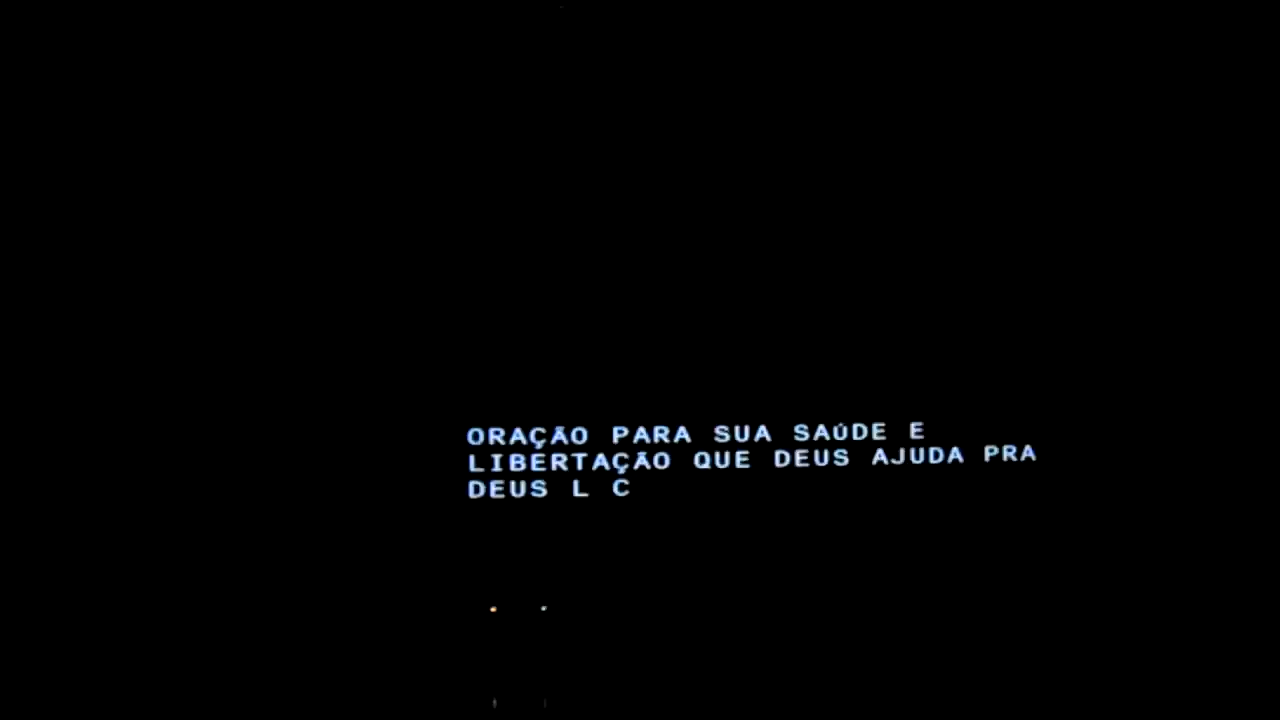 ORAÇÃO PARA SUA SAÚDE E
LIBERTAÇÃO QUE DEUS AJUDA PRA
DEUS L C